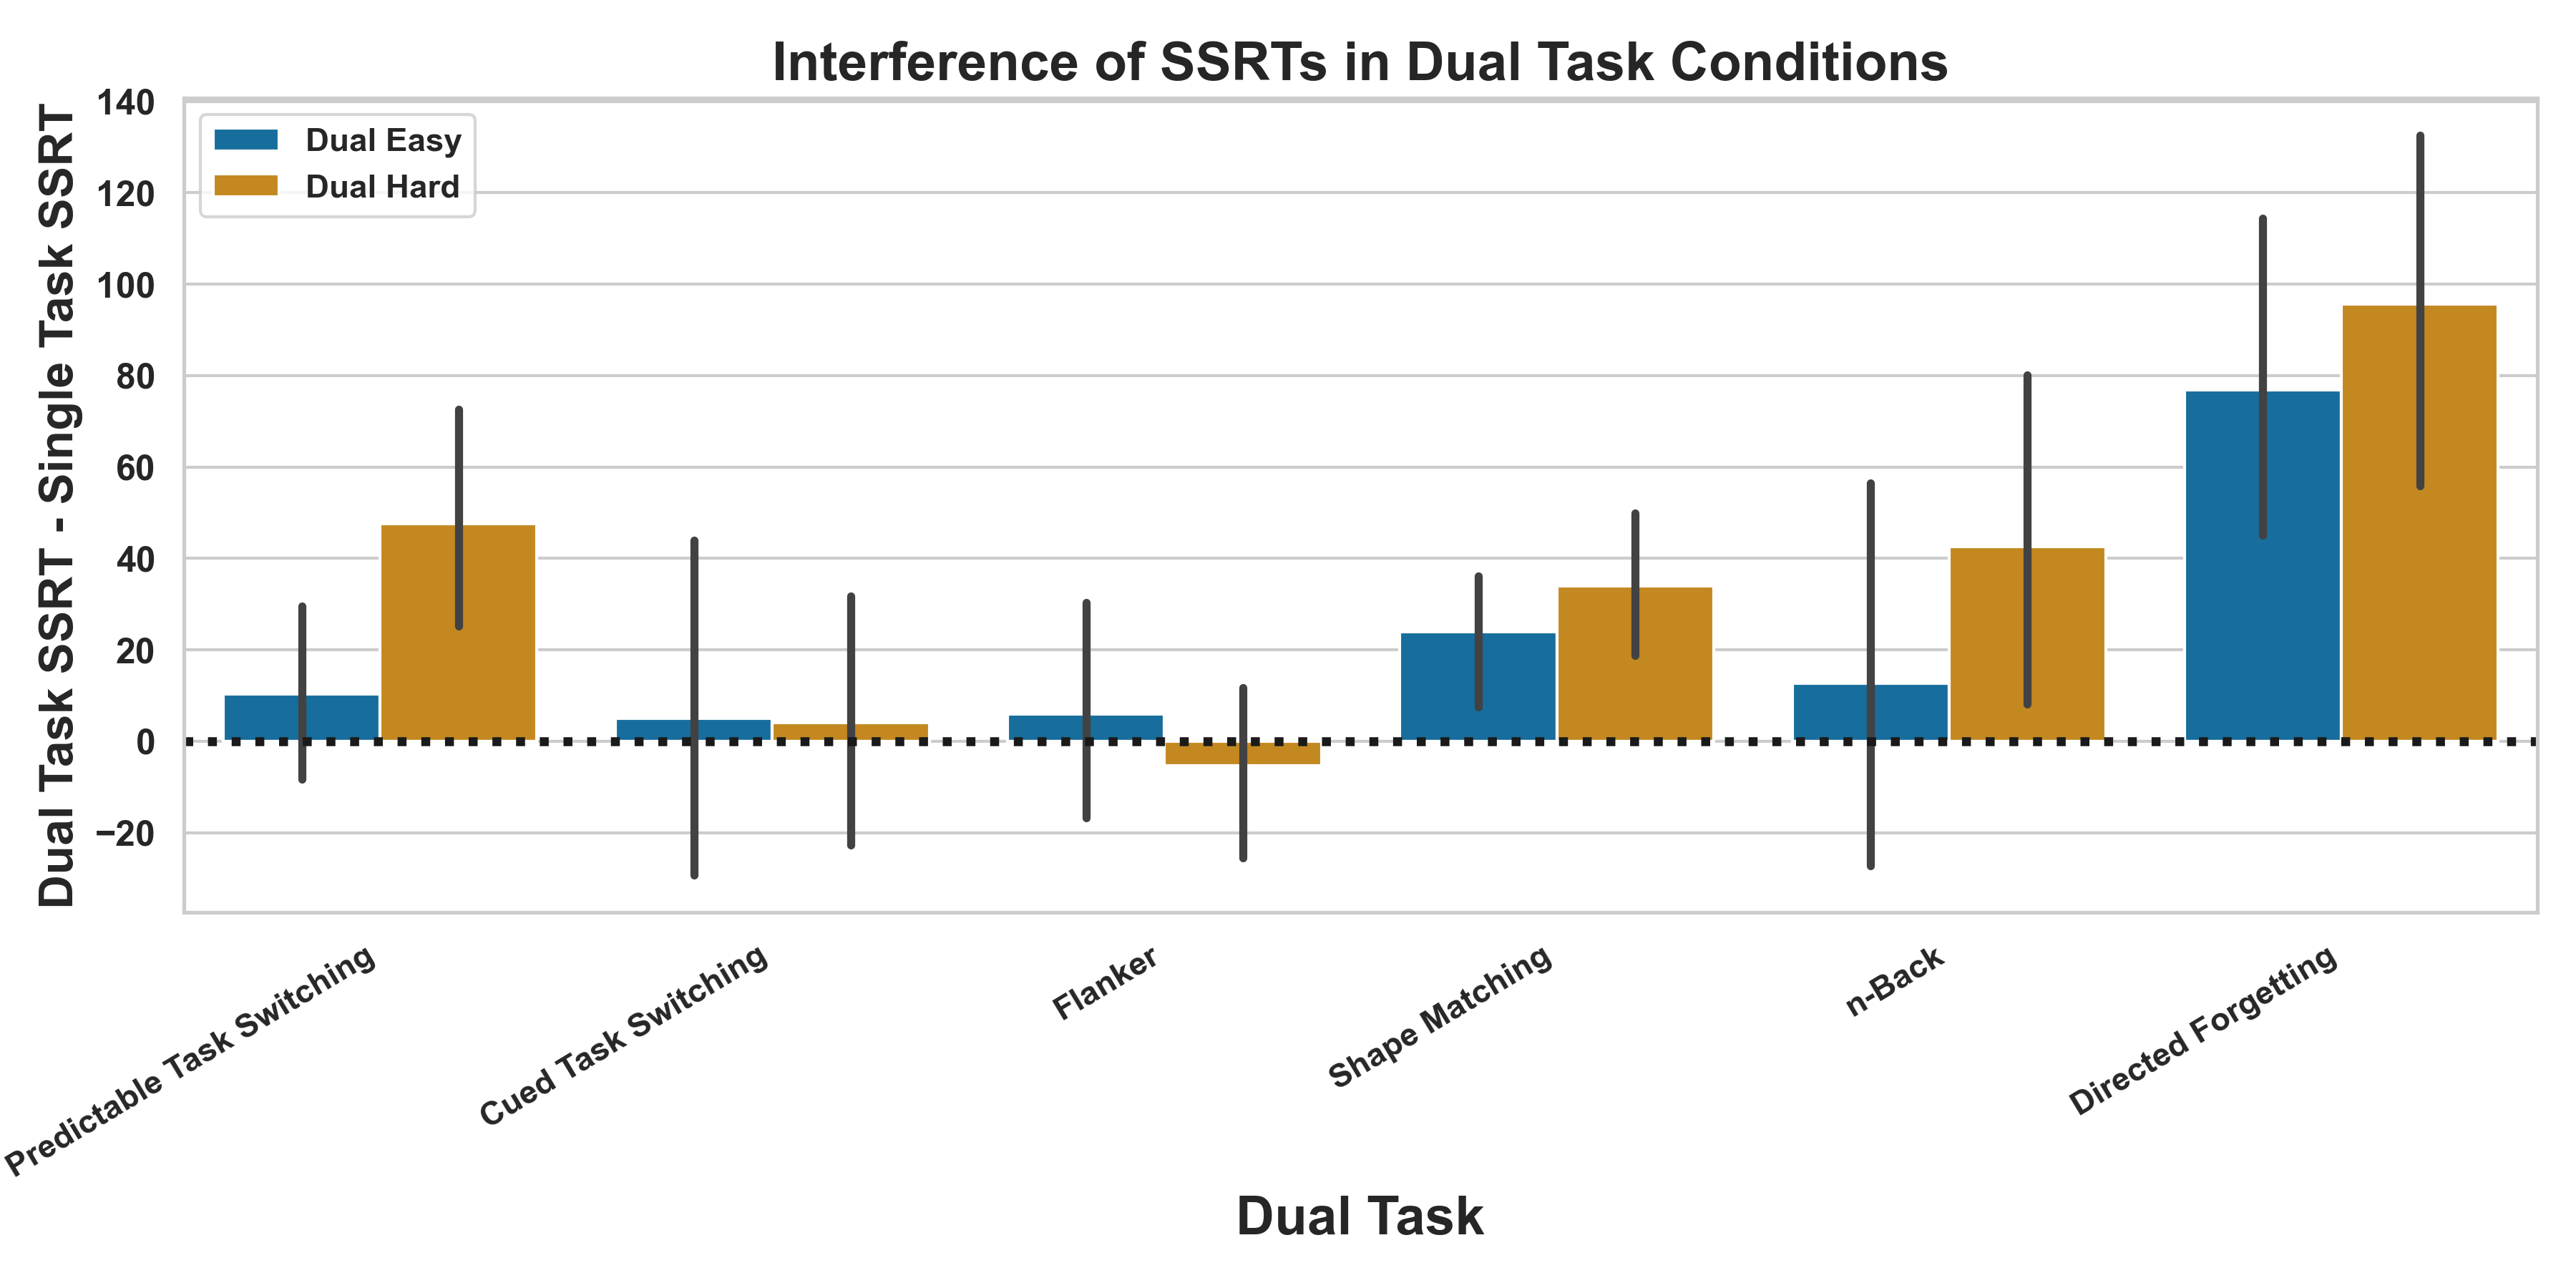 Interference of SSRTs in Dual Task Conditions
Dual Task SSRT - Single Task SSRT
140
120
100
80
60
40
20
0
−20
Dual Easy
Dual Hard
Predictable Task Switching
Cued Task Switching
Flanker
Shape Matching
n-Back
Directed Forgetting
Dual Task